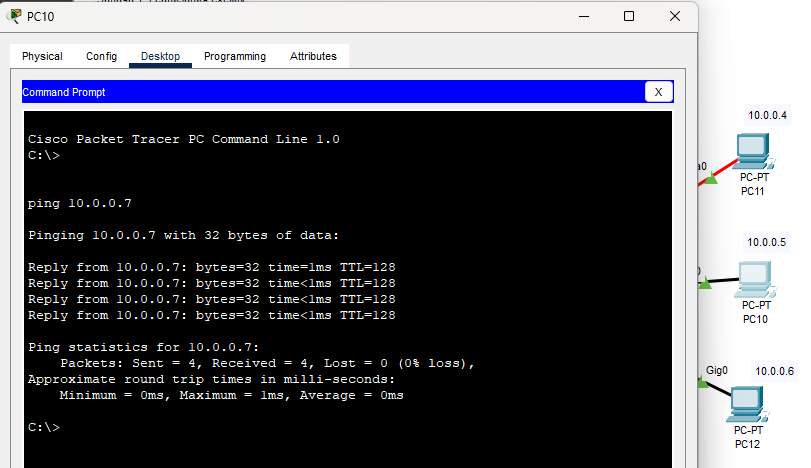 PC10
Physical Config Desktop Programming Attributes
Command Prompt X
Cisco Packet Tracer PC Command Line 1.0
C:\>
ping 10.0.0.7
Pinging 10.0.0.7 with 32 bytes of data:
Reply from 10.0.0.7: bytes=32 time=1ms TTL=128
Reply from 10.0.0.7: bytes=32 time<1ms TTL=128
Reply from 10.0.0.7: bytes=32 time<1ms TTL=128
Reply from 10.0.0.7: bytes=32 time<1ms TTL=128
Ping statistics for 10.0.0.7:
Packets: Sent = 4, Received = 4, Lost = 0 (0% loss),
Approximate round trip times in milli-seconds:
Minimum = 0ms, Maximum = 1ms, Average = 0ms
C:\>
10.0.0.4
PC-PT
PC11
10.0.0.5
PC-PT
PC10
Gig0
10.0.0.6
PC-PT
PC12